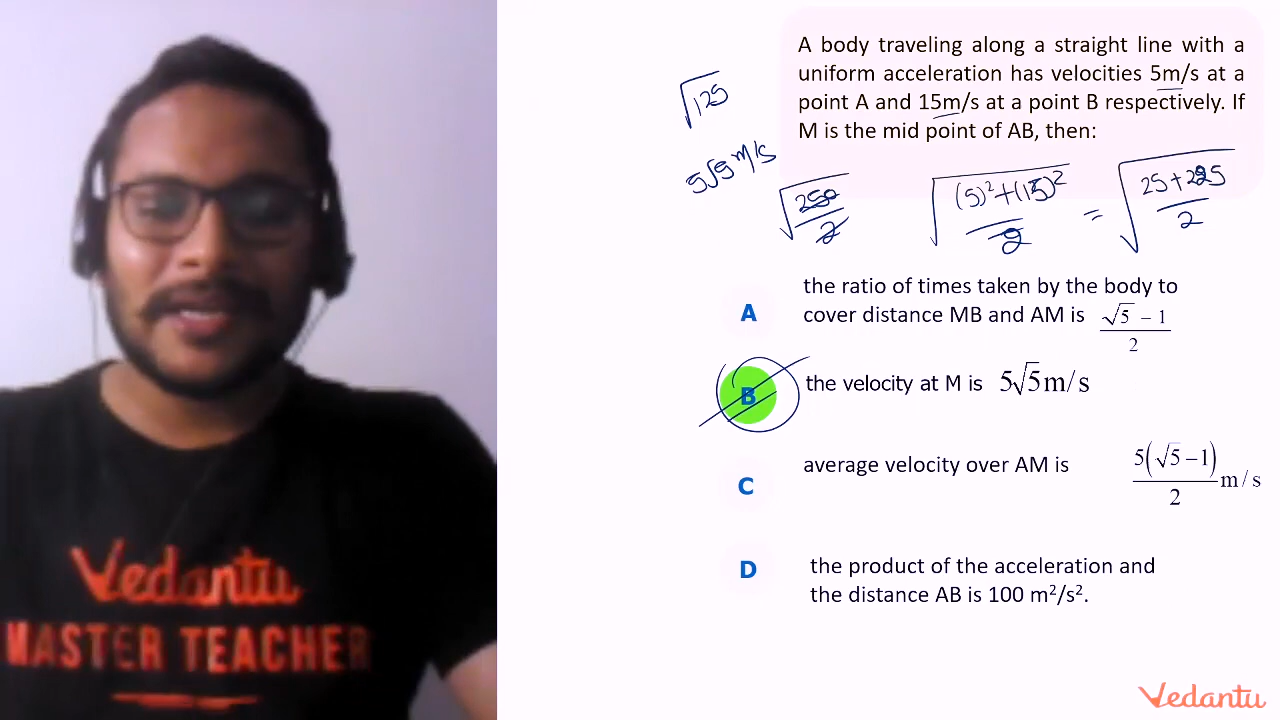 A body traveling along a straight line with a
uniform acceleration has velocities 5m/s at a
point A and 15m/s at a point B respectively. If
M is the mid point of AB, then:
√125
5√5 m/s
√(250/2) √(((5)²+(15)²)/2) = √((25+225)/2)
A the ratio of times taken by the body to
cover distance MB and AM is (√5 − 1)/2
B the velocity at M is 5√5 m/s
C average velocity over AM is 5(√5−1)/2 m/s
D the product of the acceleration and
the distance AB is 100 m²/s².
Vedantu
MASTER TEACHER
Vedantu